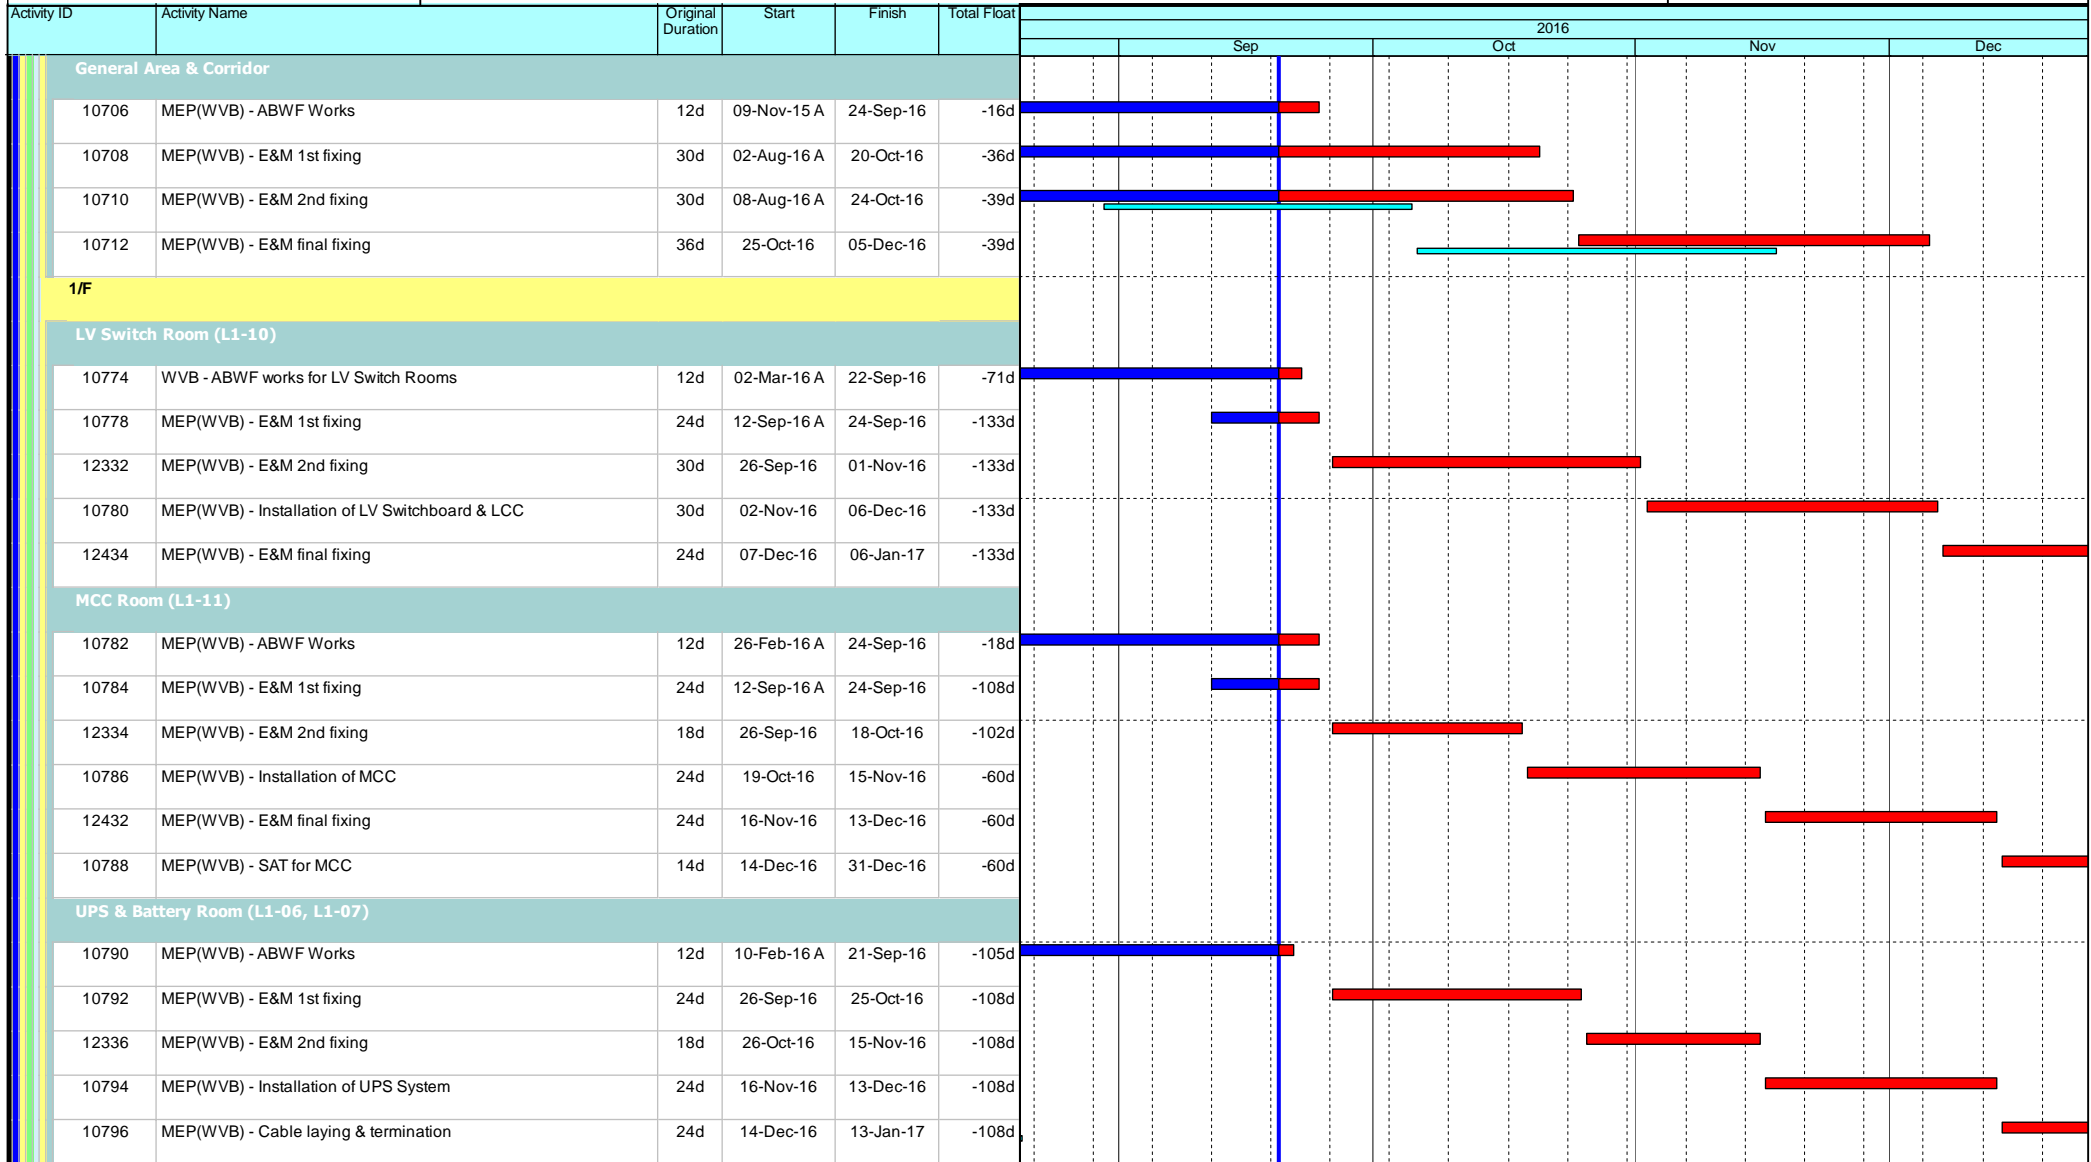 Activity ID Activity Name Original Duration Start Finish Total Float
2016
Sep Oct Nov Dec
General Area & Corridor
10706 MEP(WVB) - ABWF Works 12d 09-Nov-15 A 24-Sep-16 -16d
10708 MEP(WVB) - E&M 1st fixing 30d 02-Aug-16 A 20-Oct-16 -36d
10710 MEP(WVB) - E&M 2nd fixing 30d 08-Aug-16 A 24-Oct-16 -39d
10712 MEP(WVB) - E&M final fixing 36d 25-Oct-16 05-Dec-16 -39d
1/F
LV Switch Room (L1-10)
10774 WVB - ABWF works for LV Switch Rooms 12d 02-Mar-16 A 22-Sep-16 -71d
10778 MEP(WVB) - E&M 1st fixing 24d 12-Sep-16 A 24-Sep-16 -133d
12332 MEP(WVB) - E&M 2nd fixing 30d 26-Sep-16 01-Nov-16 -133d
10780 MEP(WVB) - Installation of LV Switchboard & LCC 30d 02-Nov-16 06-Dec-16 -133d
12434 MEP(WVB) - E&M final fixing 24d 07-Dec-16 06-Jan-17 -133d
MCC Room (L1-11)
10782 MEP(WVB) - ABWF Works 12d 26-Feb-16 A 24-Sep-16 -18d
10784 MEP(WVB) - E&M 1st fixing 24d 12-Sep-16 A 24-Sep-16 -108d
12334 MEP(WVB) - E&M 2nd fixing 18d 26-Sep-16 18-Oct-16 -102d
10786 MEP(WVB) - Installation of MCC 24d 19-Oct-16 15-Nov-16 -60d
12432 MEP(WVB) - E&M final fixing 24d 16-Nov-16 13-Dec-16 -60d
10788 MEP(WVB) - SAT for MCC 14d 14-Dec-16 31-Dec-16 -60d
UPS & Battery Room (L1-06, L1-07)
10790 MEP(WVB) - ABWF Works 12d 10-Feb-16 A 21-Sep-16 -105d
10792 MEP(WVB) - E&M 1st fixing 24d 26-Sep-16 25-Oct-16 -108d
12336 MEP(WVB) - E&M 2nd fixing 18d 26-Oct-16 15-Nov-16 -108d
10794 MEP(WVB) - Installation of UPS System 24d 16-Nov-16 13-Dec-16 -108d
10796 MEP(WVB) - Cable laying & termination 24d 14-Dec-16 13-Jan-17 -108d